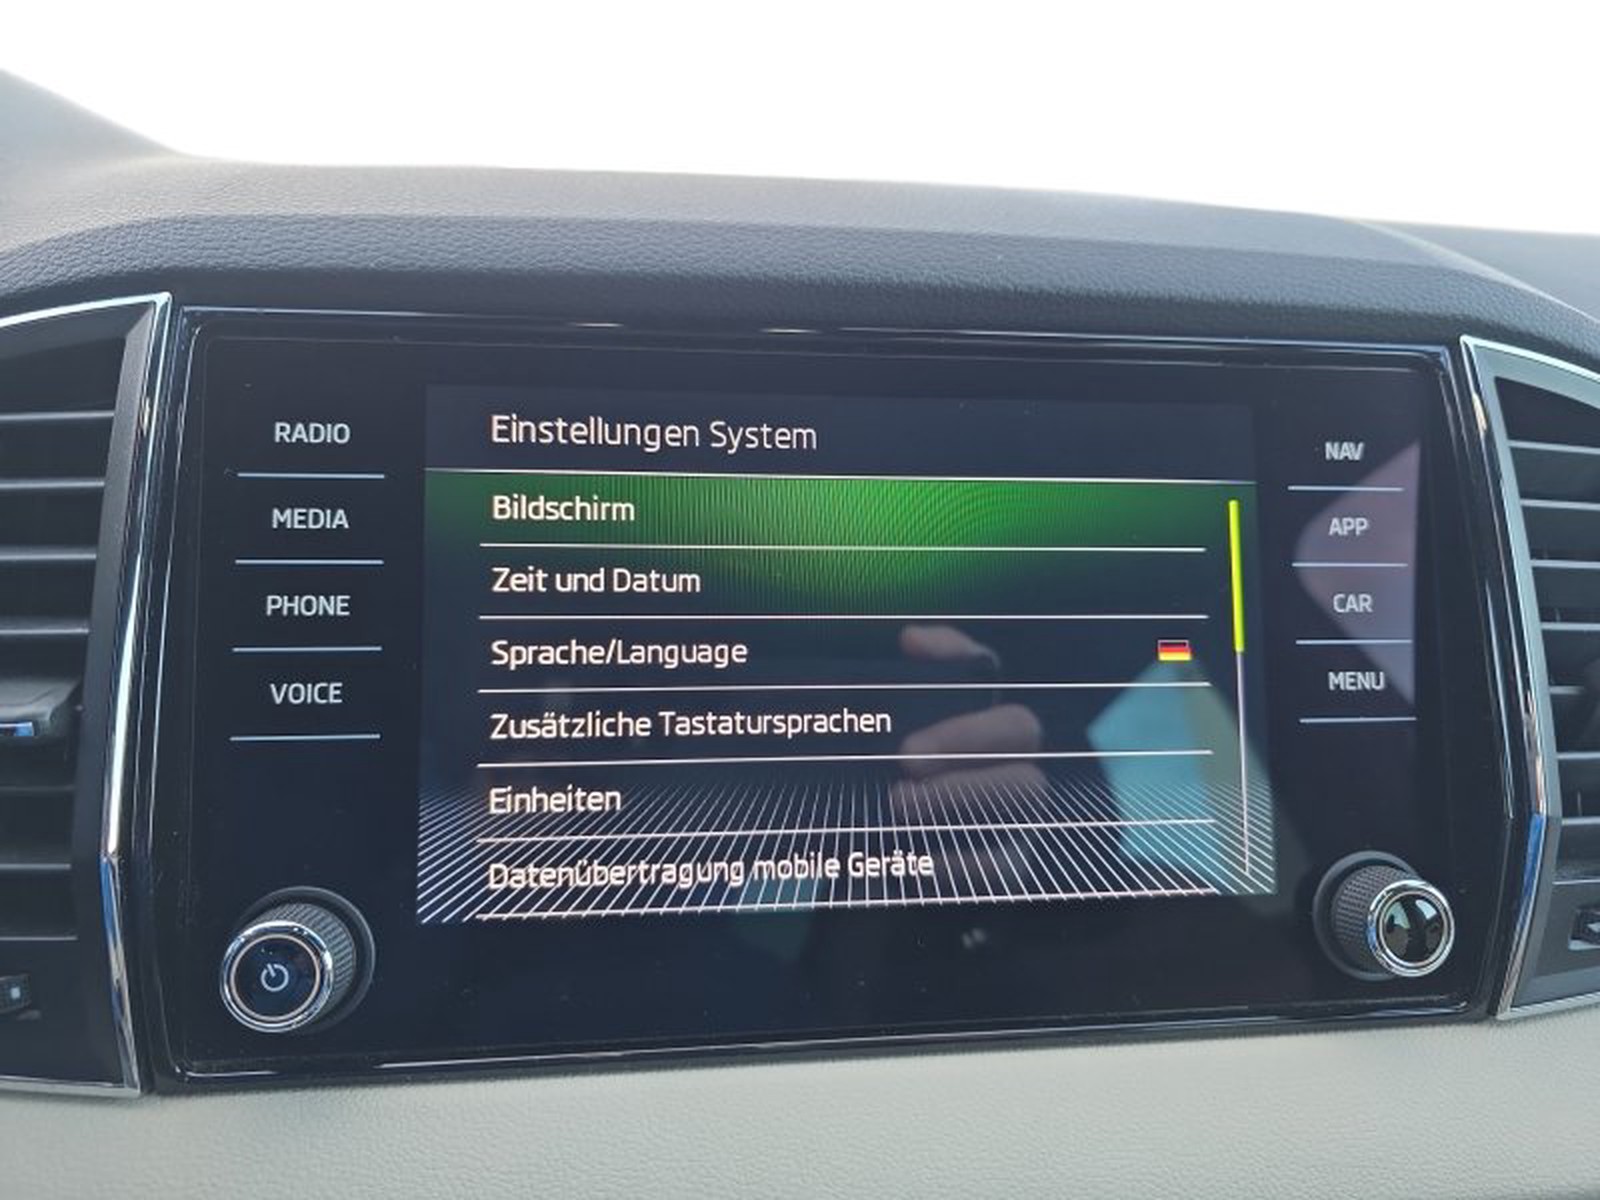 RADIO
MEDIA
PHONE
VOICE
Einstellungen System
Bildschirm
Zeit und Datum
Sprache/Language
Zusätzliche Tastatursprachen
Einheiten
Datenübertragung mobile Geräte
NAV
APP
CAR
MENU